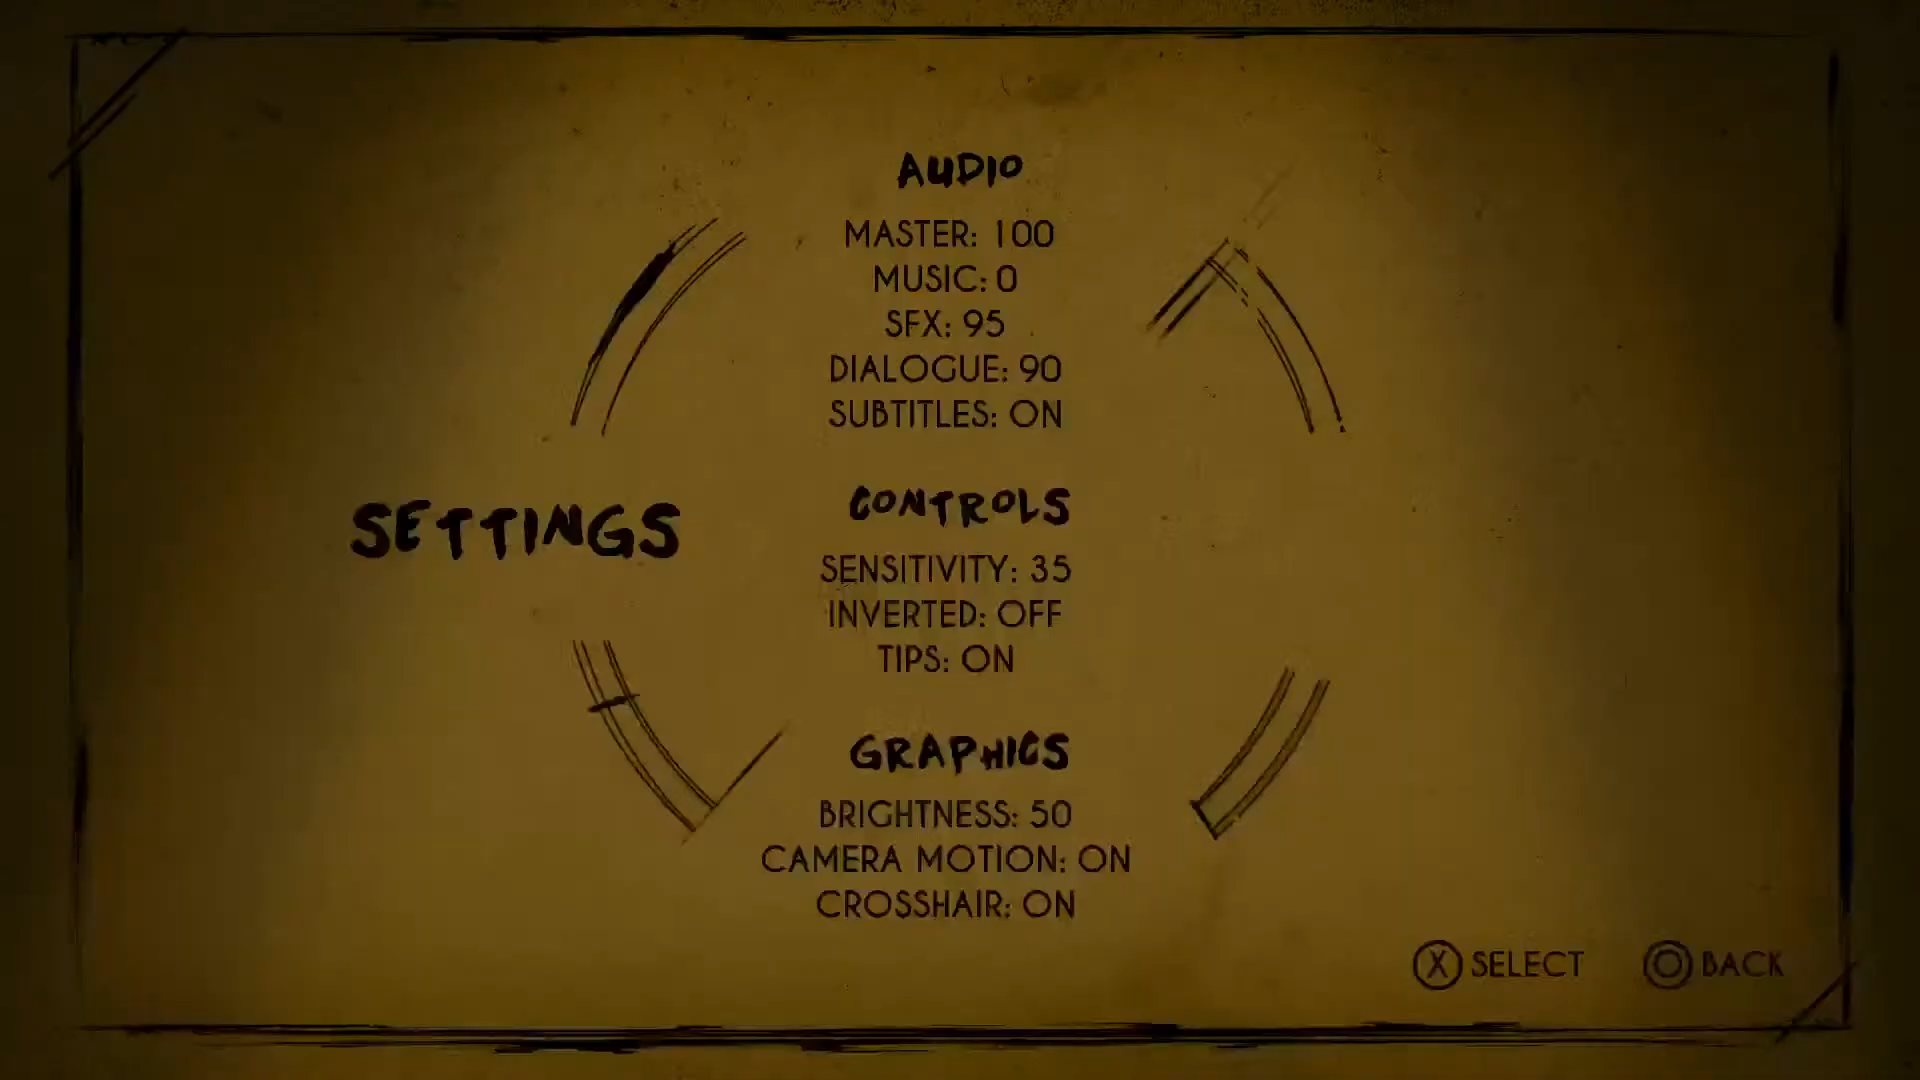 AUDIO
MASTER: 100
MUSIC: 0
SFX: 95
DIALOGUE: 90
SUBTITLES: ON
SETTINGS
CONTROLS
SENSITIVITY: 35
INVERTED: OFF
TIPS: ON
GRAPHICS
BRIGHTNESS: 50
CAMERA MOTION: ON
CROSSHAIR: ON
X SELECT
O BACK